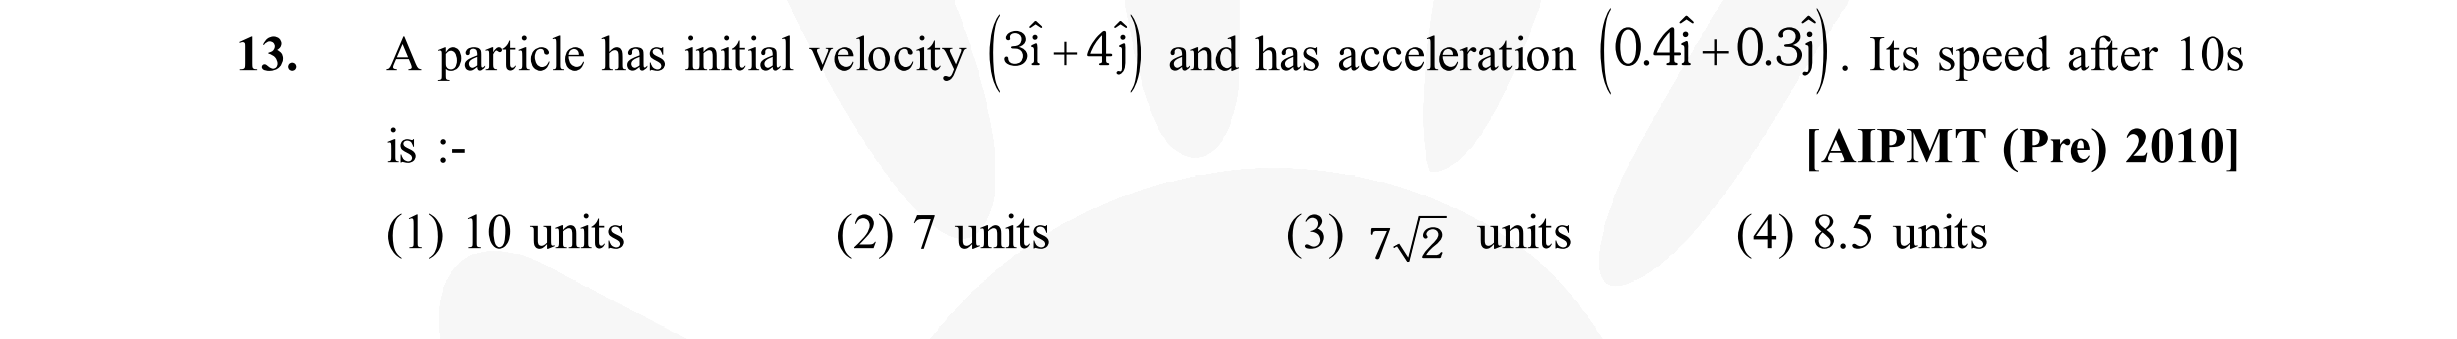 13. A particle has initial velocity (3î + 4ĵ) and has acceleration (0.4î + 0.3ĵ). Its speed after 10s
is :- [AIPMT (Pre) 2010]
(1) 10 units (2) 7 units (3) 7√2 units (4) 8.5 units